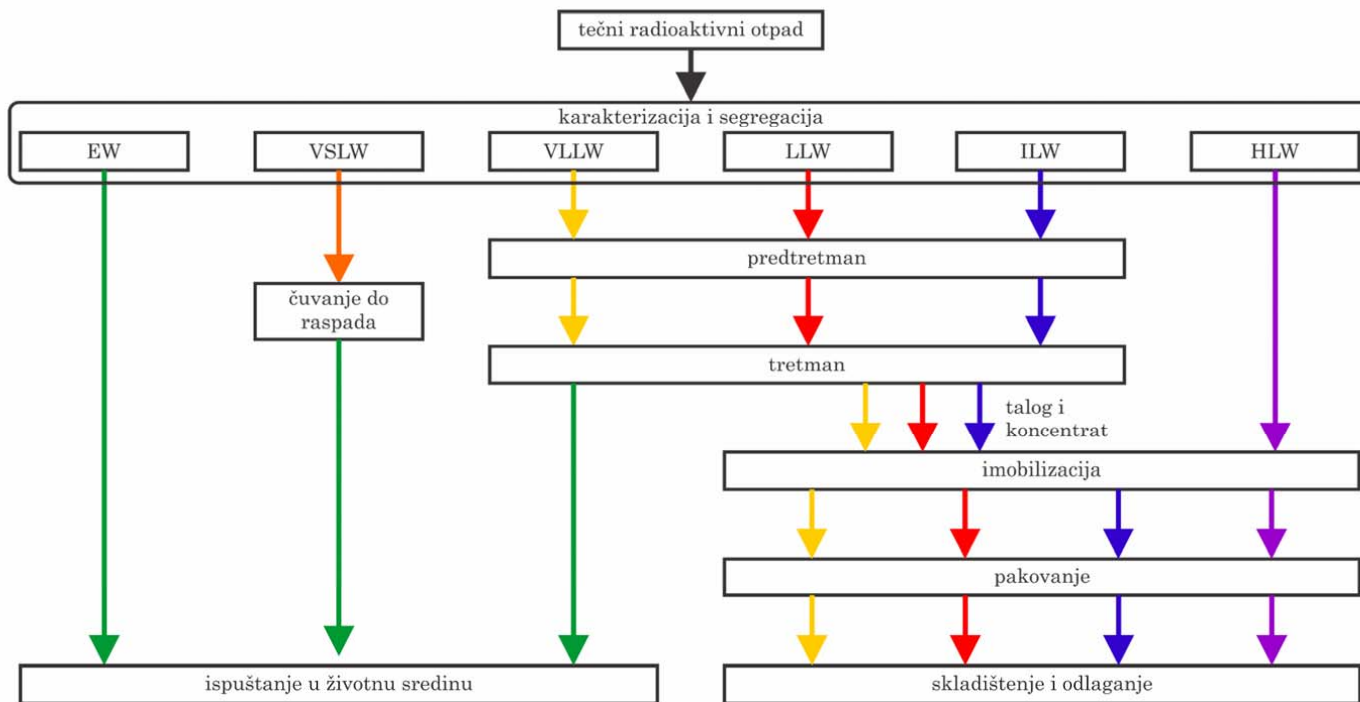 tečni radioaktivni otpad
karakterizacija i segregacija
EW
VSLW
VLLW
LLW
ILW
HLW
predtretman
čuvanje do
raspada
tretman
talog i
koncentrat
imobilizacija
pakovanje
ispuštanje u životnu sredinu
skladištenje i odlaganje